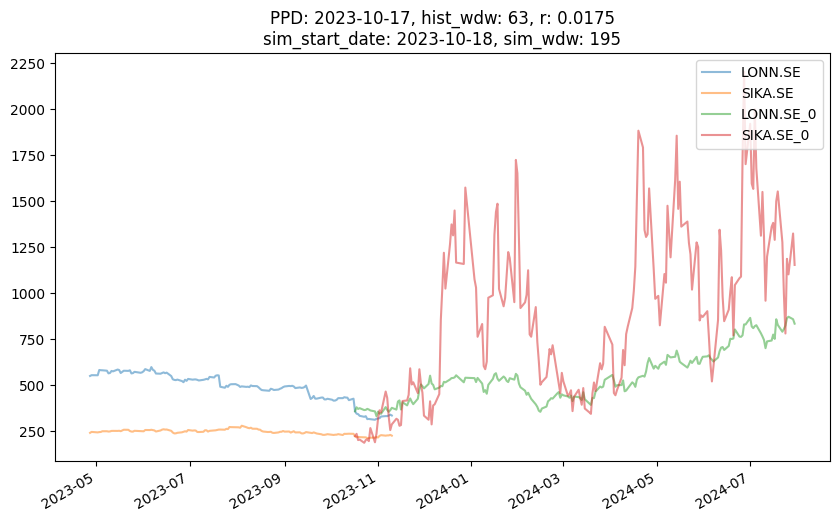 PPD: 2023-10-17, hist_wdw: 63, r: 0.0175
sim_start_date: 2023-10-18, sim_wdw: 195
2250
2000
1750
1500
1250
1000
750
500
250
LONN.SE
SIKA.SE
LONN.SE_0
SIKA.SE_0
2023-05
2023-07
2023-09
2023-11
2024-01
2024-03
2024-05
2024-07